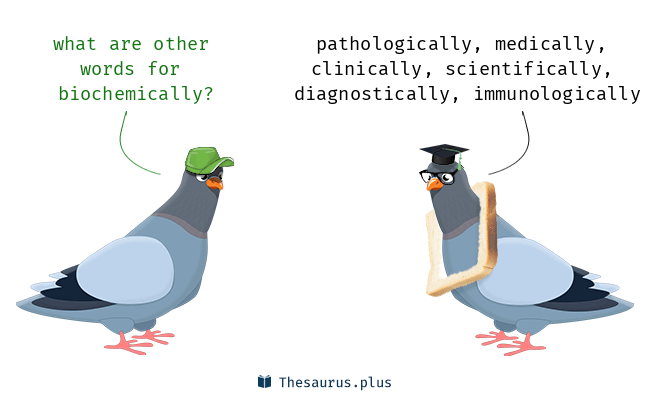 what are other
words for
biochemically?
pathologically, medically,
clinically, scientifically,
diagnostically, immunologically
Thesaurus.plus